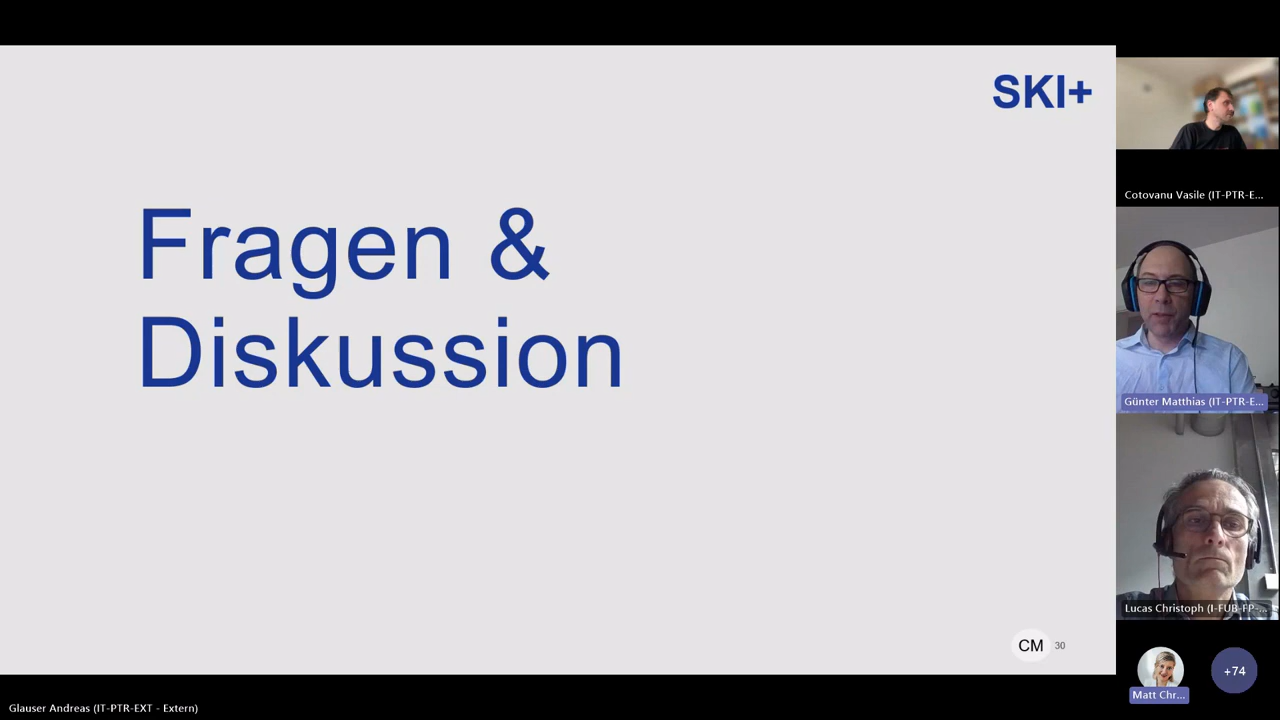 SKI+
Fragen &
Diskussion
CM 30
Cotovanu Vasile (IT-PTR-E...
Günter Matthias (IT-PTR-E...
Lucas Christoph (I-FUB-FP-...
Matt Chr...
+74
Glauser Andreas (IT-PTR-EXT - Extern)